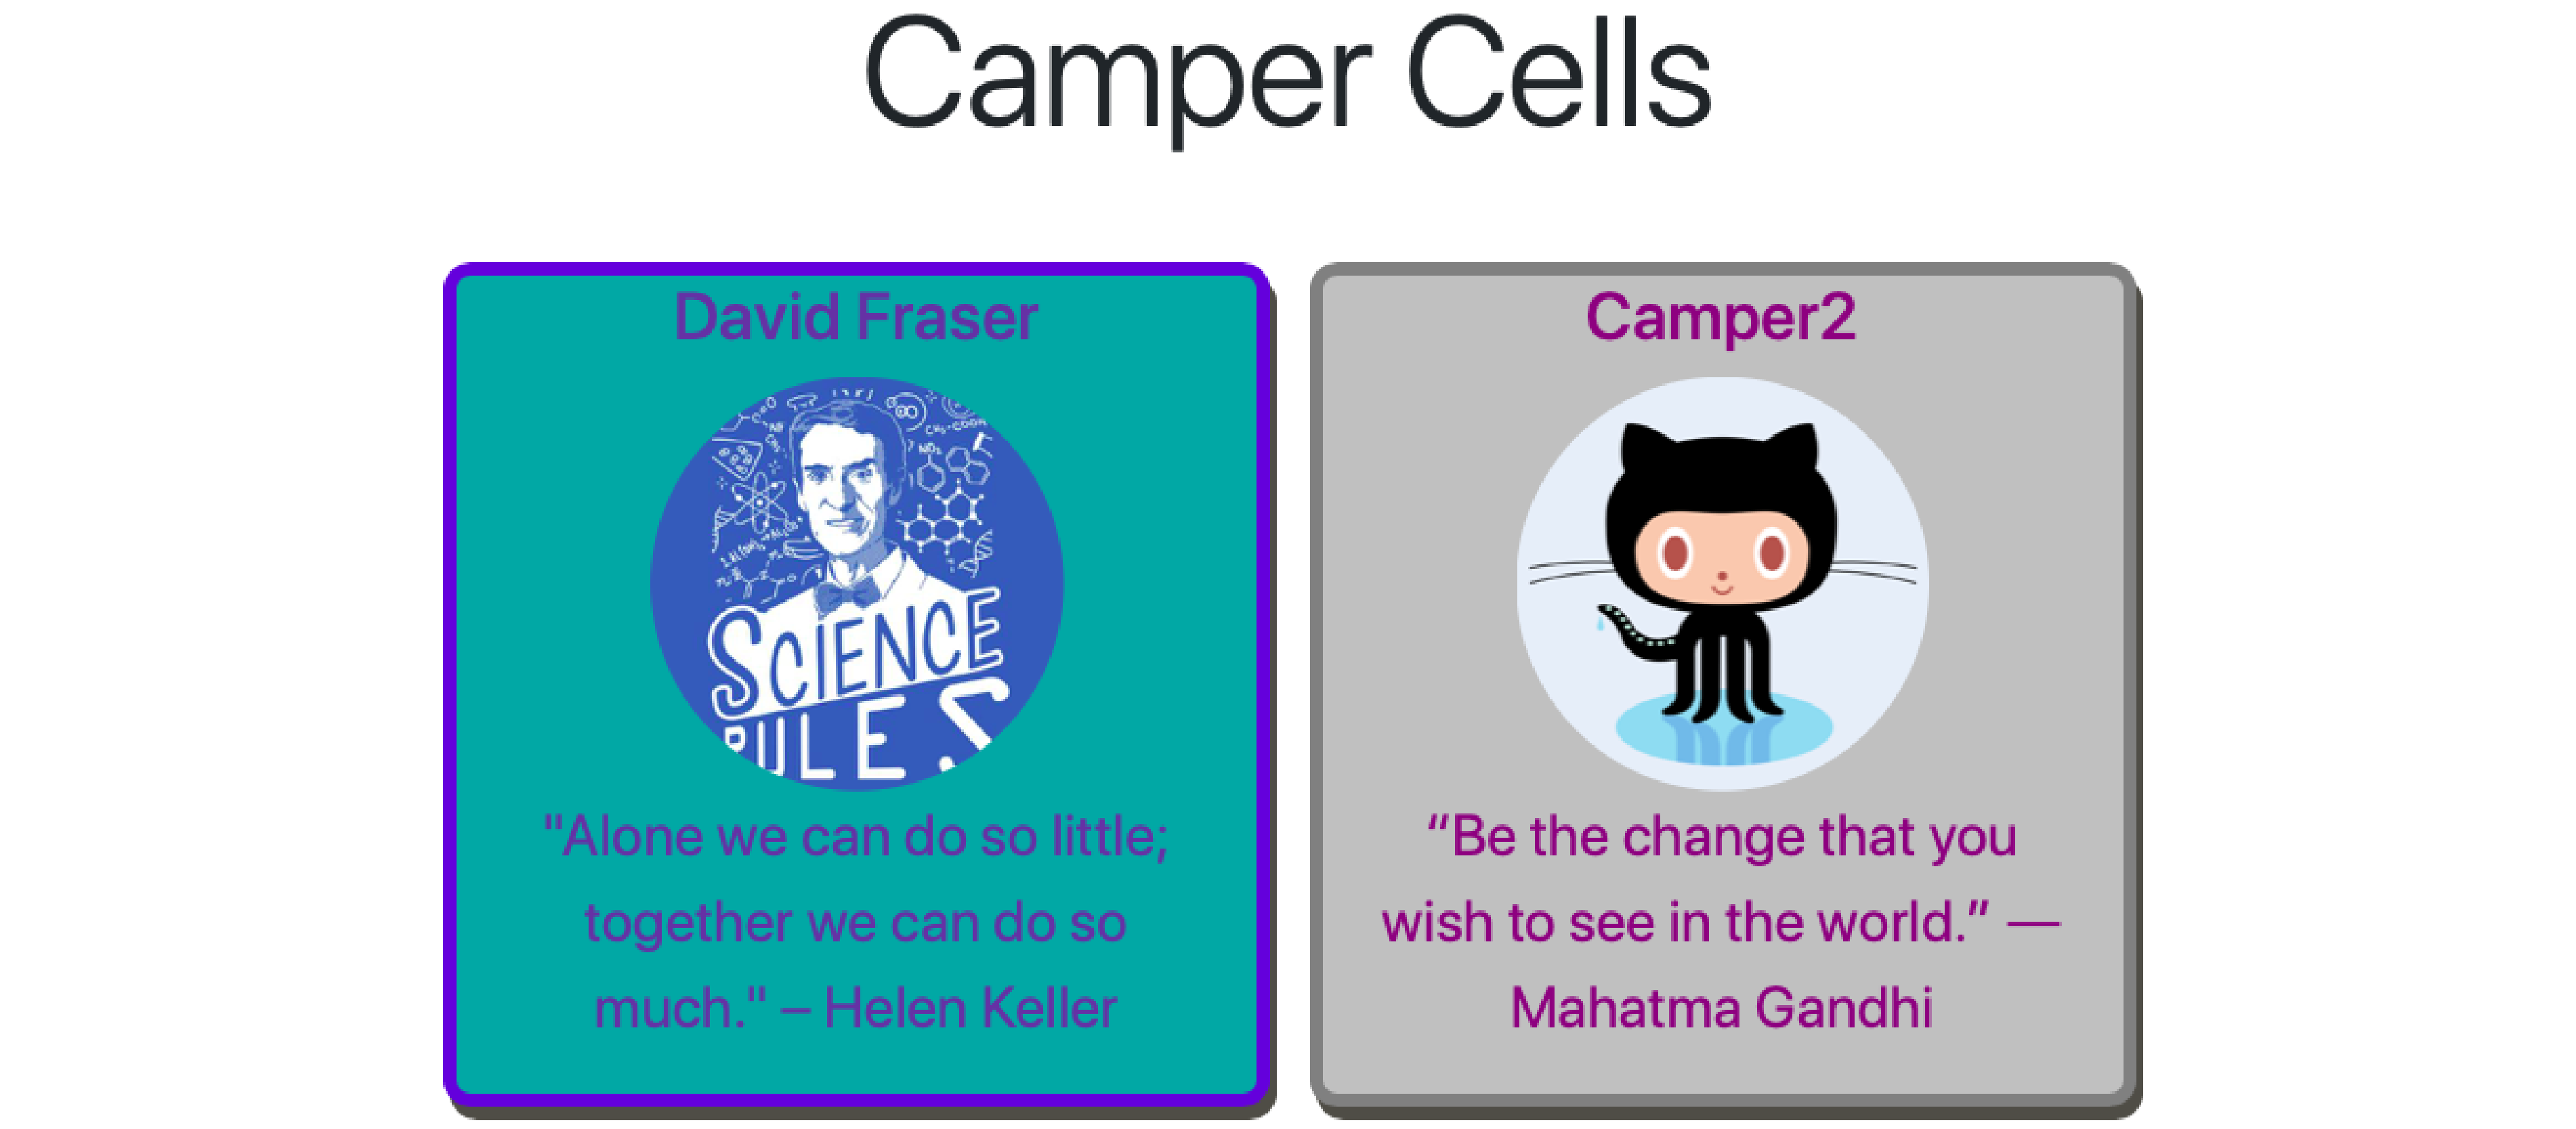 Camper Cells
David Fraser
SCIENCE
RULES
"Alone we can do so little;
together we can do so
much." – Helen Keller
Camper2
“Be the change that you
wish to see in the world.” —
Mahatma Gandhi